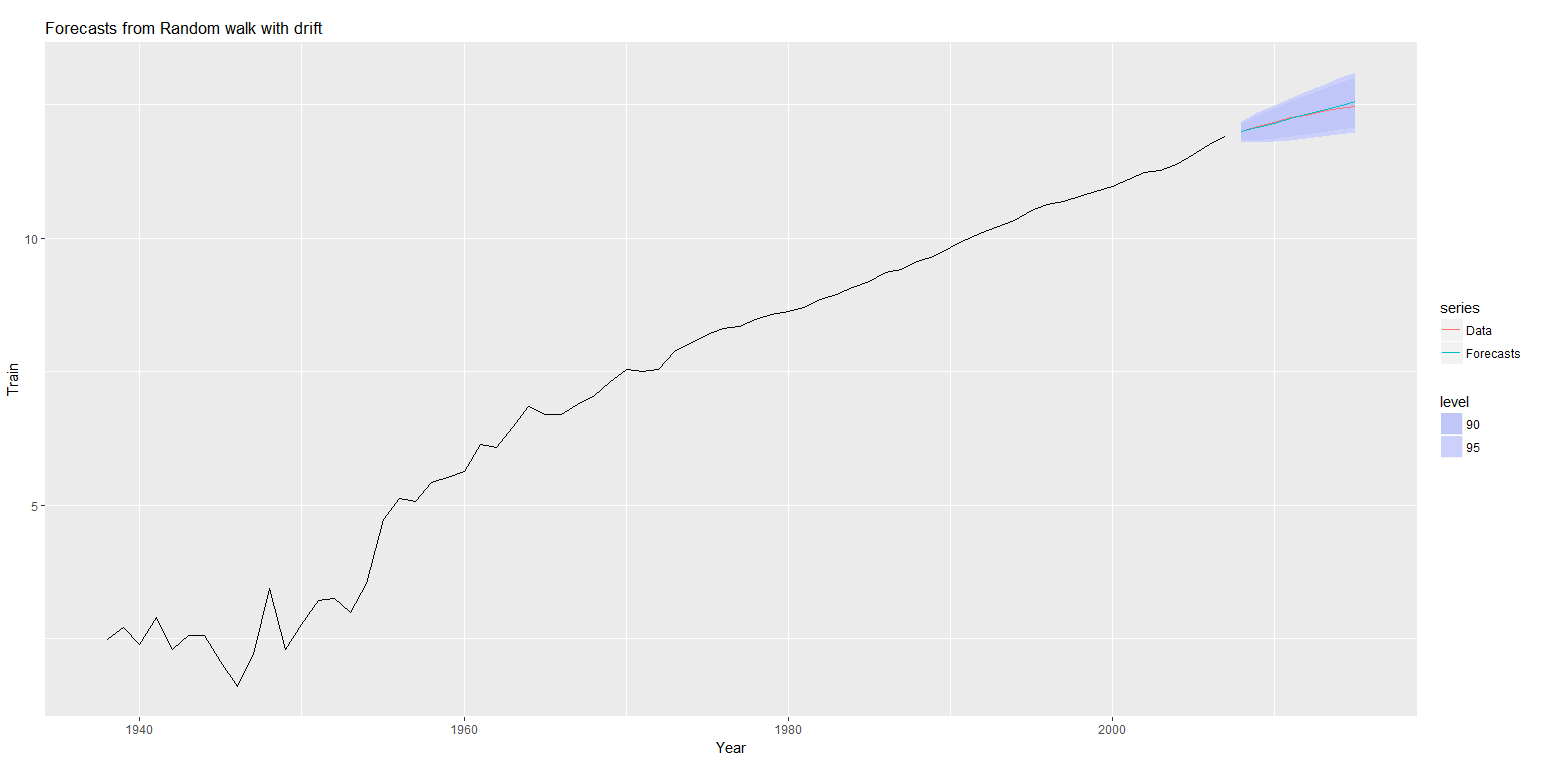 Forecasts from Random walk with drift
Train
10
5
1940
1960
1980
2000
Year
series
Data
Forecasts
level
90
95